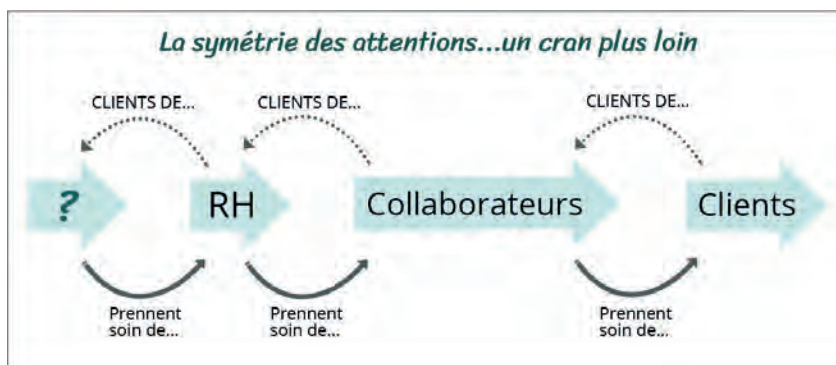 La symétrie des attentions...un cran plus loin
CLIENTS DE...
CLIENTS DE...
CLIENTS DE...
?
RH
Collaborateurs
Clients
Prennent
soin de...
Prennent
soin de...
Prennent
soin de...